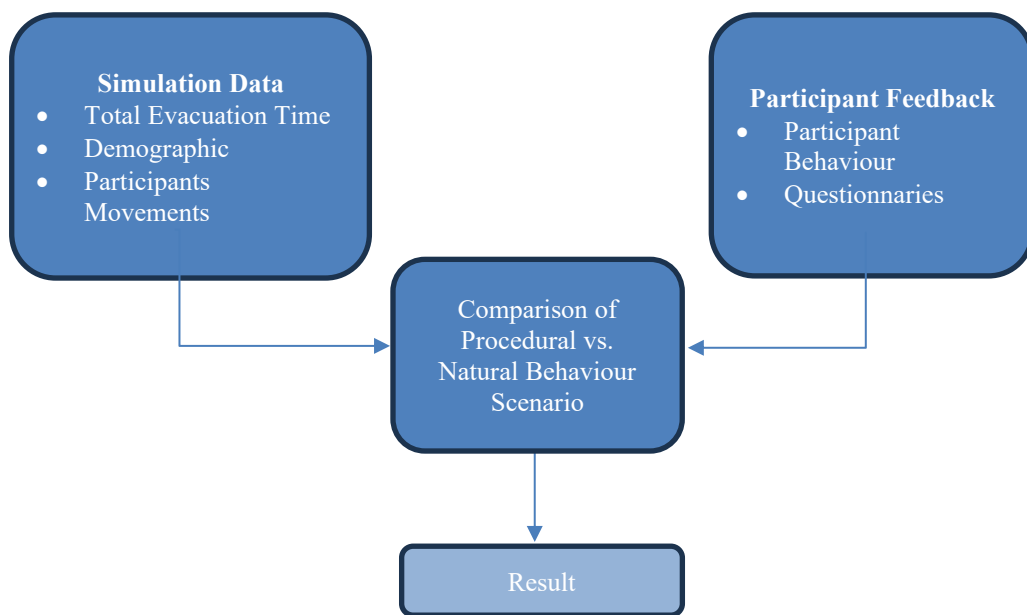 Simulation Data
• Total Evacuation Time
• Demographic
• Participants
Movements
Participant Feedback
• Participant
Behaviour
• Questionnaries
Comparison of
Procedural vs.
Natural Behaviour
Scenario
Result